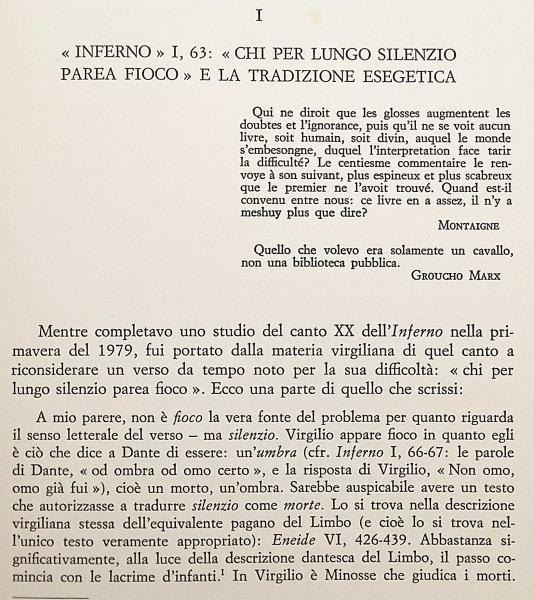 I
« INFERNO » I, 63: « CHI PER LUNGO SILENZIO
PAREA FIOCO » E LA TRADIZIONE ESEGETICA
Qui ne diroit que les glosses augmentent les
doubtes et l'ignorance, puis qu'il ne se voit aucun
livre, soit humain, soit divin, auquel le monde
s'embesongne, duquel l'interpretation face tarir
la difficulté? Le centiesme commentaire le ren-
voye à son suivant, plus espineux et plus scabreux
que le premier ne l'avoit trouvé. Quand est-il
convenu entre nous: ce livre en a assez, il n'y a
meshuy plus que dire?
MONTAIGNE
Quello che volevo era solamente un cavallo,
non una biblioteca pubblica.
GROUCHO MARX
Mentre completavo uno studio del canto XX dell'Inferno nella pri-
mavera del 1979, fui portato dalla materia virgiliana di quel canto a
riconsiderare un verso da tempo noto per la sua difficoltà: « chi per
lungo silenzio parea fioco ». Ecco una parte di quello che scrissi:
A mio parere, non è fioco la vera fonte del problema per quanto riguarda
il senso letterale del verso – ma silenzio. Virgilio appare fioco in quanto egli
è ciò che dice a Dante di essere: un'umbra (cfr. Inferno I, 66-67: le parole
di Dante, « od ombra od omo certo », e la risposta di Virgilio, « Non omo,
omo già fui »), cioè un morto, un'ombra. Sarebbe auspicabile avere un testo
che autorizzasse a tradurre silenzio come morte. Lo si trova nella descrizione
virgiliana stessa dell'equivalente pagano del Limbo (e cioè lo si trova nel-
l'unico testo veramente appropriato): Eneide VI, 426-439. Abbastanza si-
gnificativamente, alla luce della descrizione dantesca del Limbo, il passo co-
mincia con le lacrime d'infanti.¹ In Virgilio è Minosse che giudica i morti.